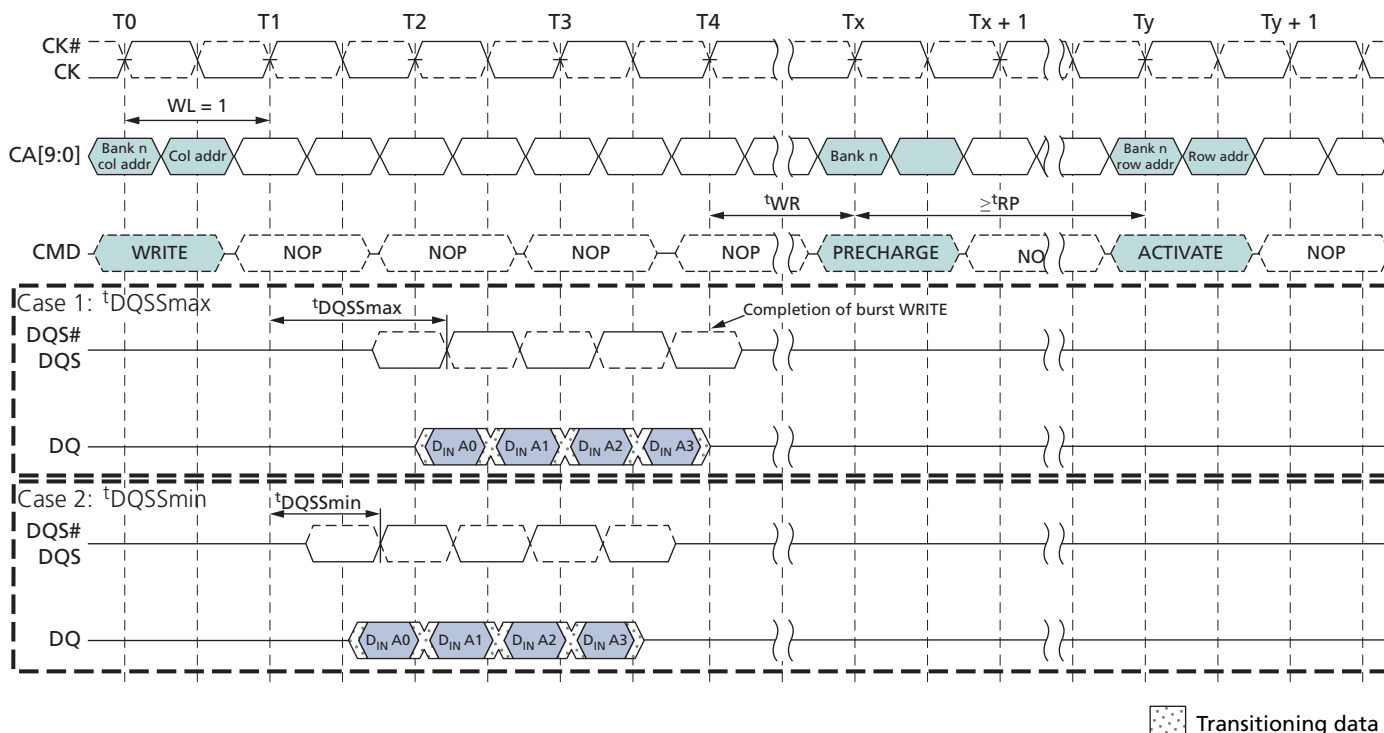 T0 T1 T2 T3 T4 Tx Tx + 1 Ty Ty + 1
CK#
CK
WL = 1
CA[9:0]
Bank n col addr
Col addr
Bank n
Bank n row addr
Row addr
tWR
≥tRP
CMD WRITE NOP NOP NOP NOP PRECHARGE NO ACTIVATE NOP
Case 1: tDQSSmax
tDQSSmax
Completion of burst WRITE
DQS#
DQS
DQ DIN A0 DIN A1 DIN A2 DIN A3
Case 2: tDQSSmin
tDQSSmin
DQS#
DQS
DQ DIN A0 DIN A1 DIN A2 DIN A3
Transitioning data